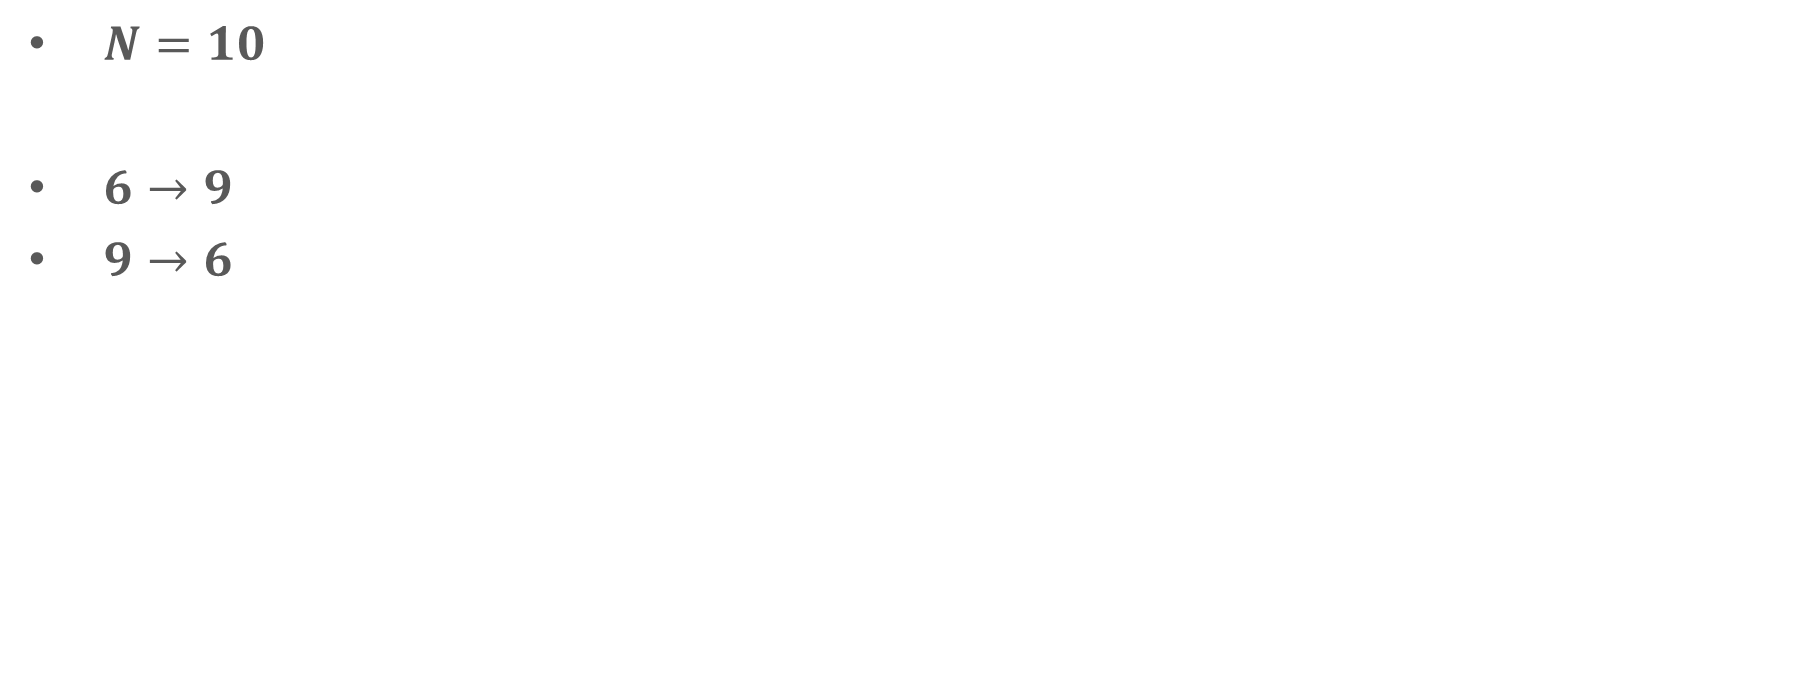 • N = 10
• 6 → 9
• 9 → 6